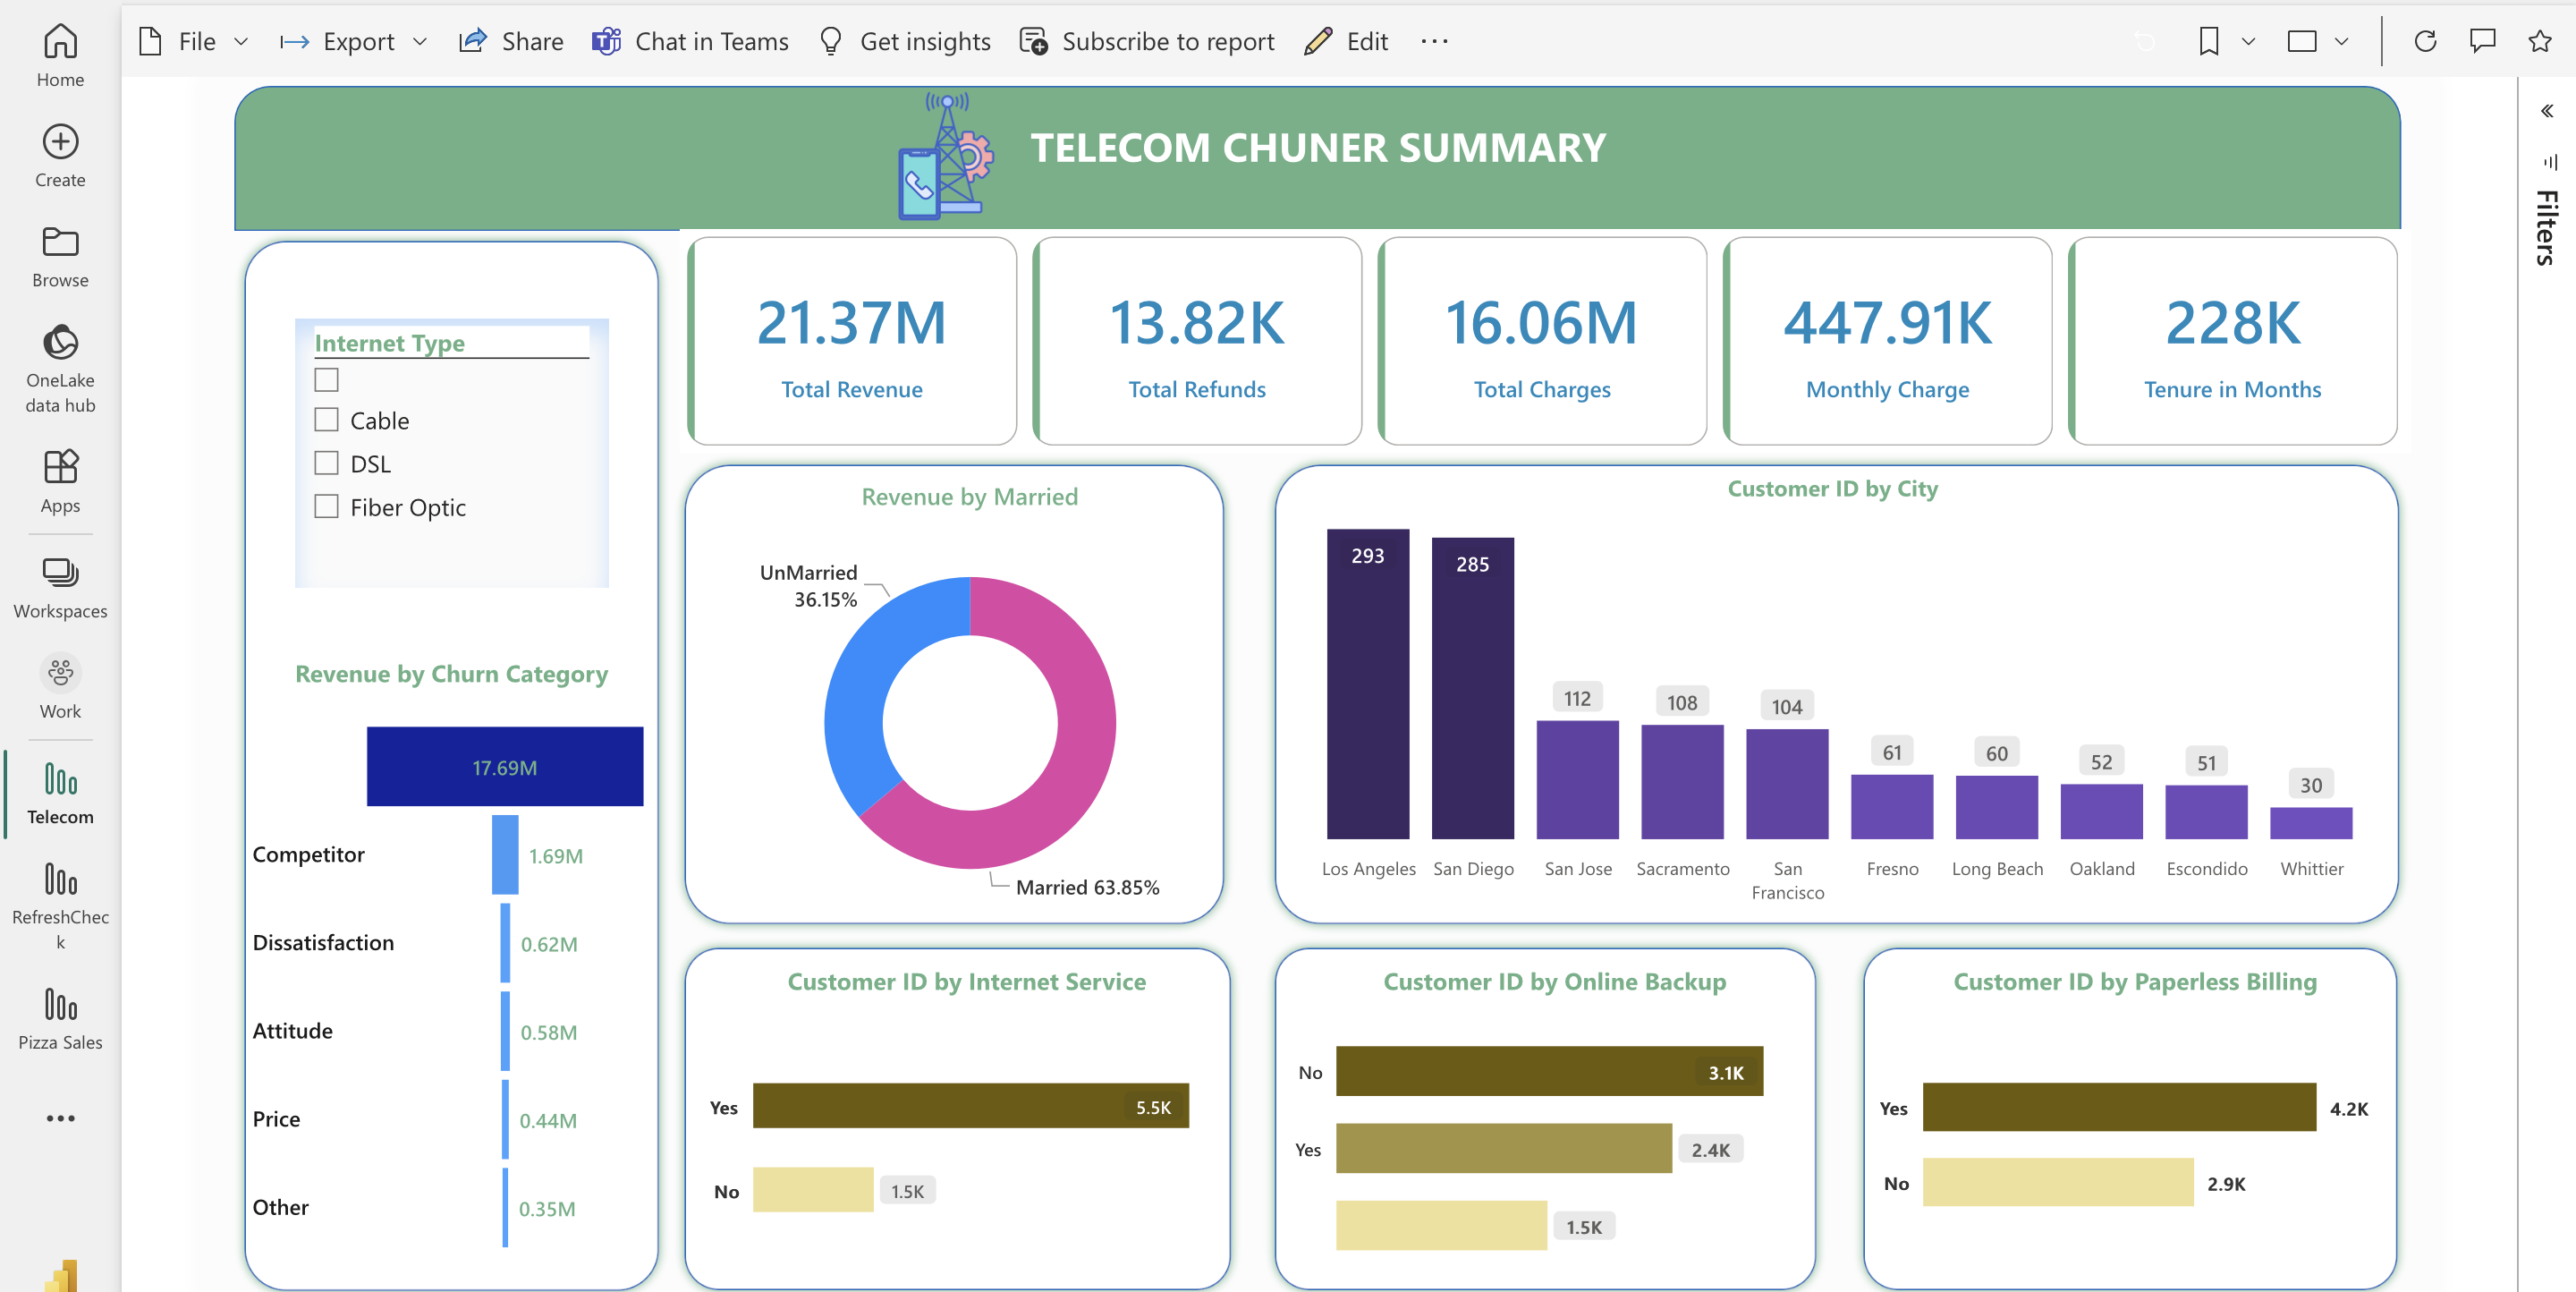 File
Export
Share
Chat in Teams
Get insights
Subscribe to report
Edit
Home
Create
Browse
OneLake
data hub
Apps
Workspaces
Work
Telecom
RefreshChec
k
Pizza Sales
Filters
TELECOM CHUNER SUMMARY
21.37M
Total Revenue
13.82K
Total Refunds
16.06M
Total Charges
447.91K
Monthly Charge
228K
Tenure in Months
Internet Type
Cable
DSL
Fiber Optic
Revenue by Churn Category
17.69M
Competitor 1.69M
Dissatisfaction 0.62M
Attitude 0.58M
Price 0.44M
Other 0.35M
Revenue by Married
UnMarried
36.15%
Married 63.85%
Customer ID by City
293
285
112
108
104
61
60
52
51
30
Los Angeles
San Diego
San Jose
Sacramento
San
Francisco
Fresno
Long Beach
Oakland
Escondido
Whittier
Customer ID by Internet Service
Yes 5.5K
No 1.5K
Customer ID by Online Backup
No 3.1K
Yes 2.4K
1.5K
Customer ID by Paperless Billing
Yes 4.2K
No 2.9K